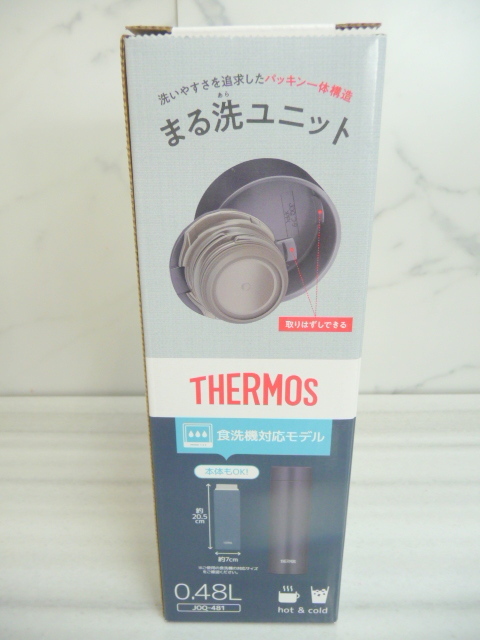 洗いやすさを追求したパッキン一体構造
あら
まる洗ユニット
取りはずしできる
THERMOS
食洗機対応モデル
本体もOK!
約
20.5
cm
約7cm
THERMOS
0.48L
JOQ-481
hot & cold